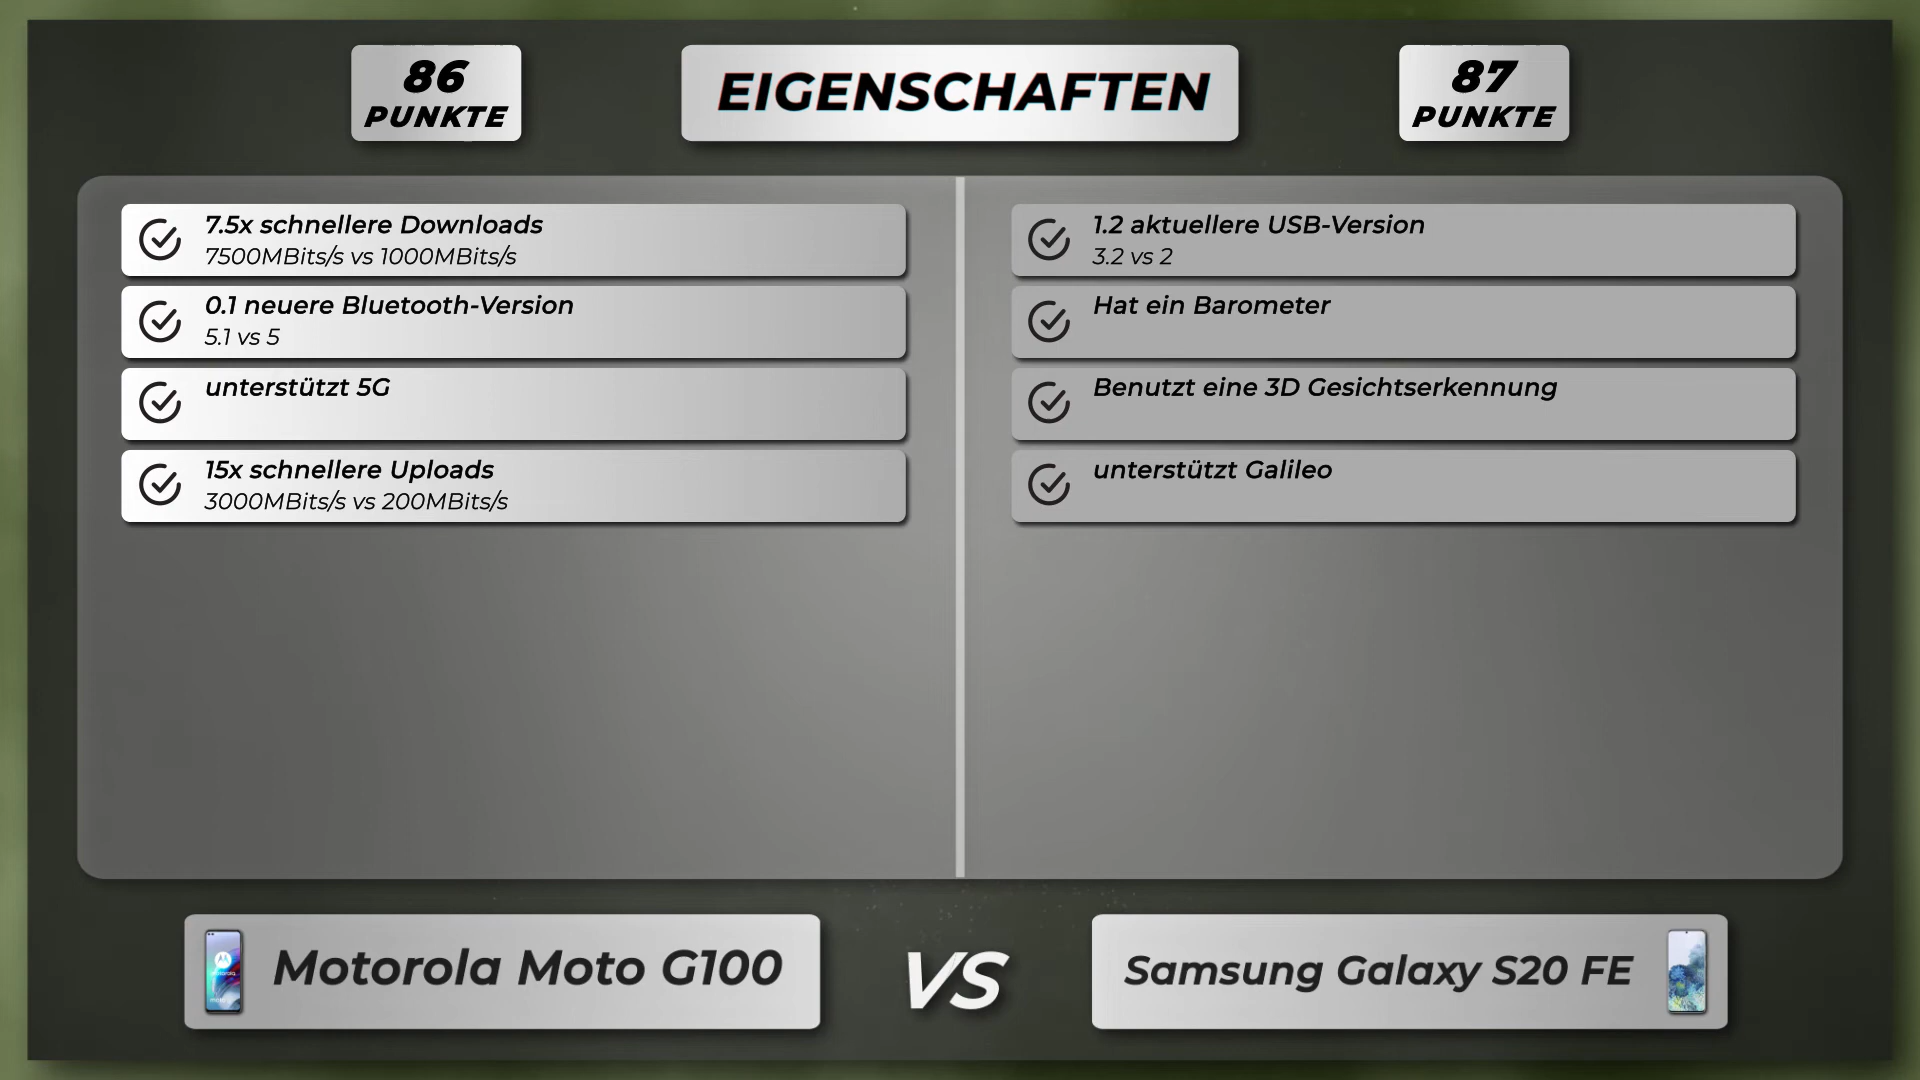 86
PUNKTE
EIGENSCHAFTEN
87
PUNKTE
7.5x schnellere Downloads
7500MBits/s vs 1000MBits/s
0.1 neuere Bluetooth-Version
5.1 vs 5
unterstützt 5G
15x schnellere Uploads
3000MBits/s vs 200MBits/s
1.2 aktuellere USB-Version
3.2 vs 2
Hat ein Barometer
Benutzt eine 3D Gesichtserkennung
unterstützt Galileo
Motorola Moto G100
VS
Samsung Galaxy S20 FE